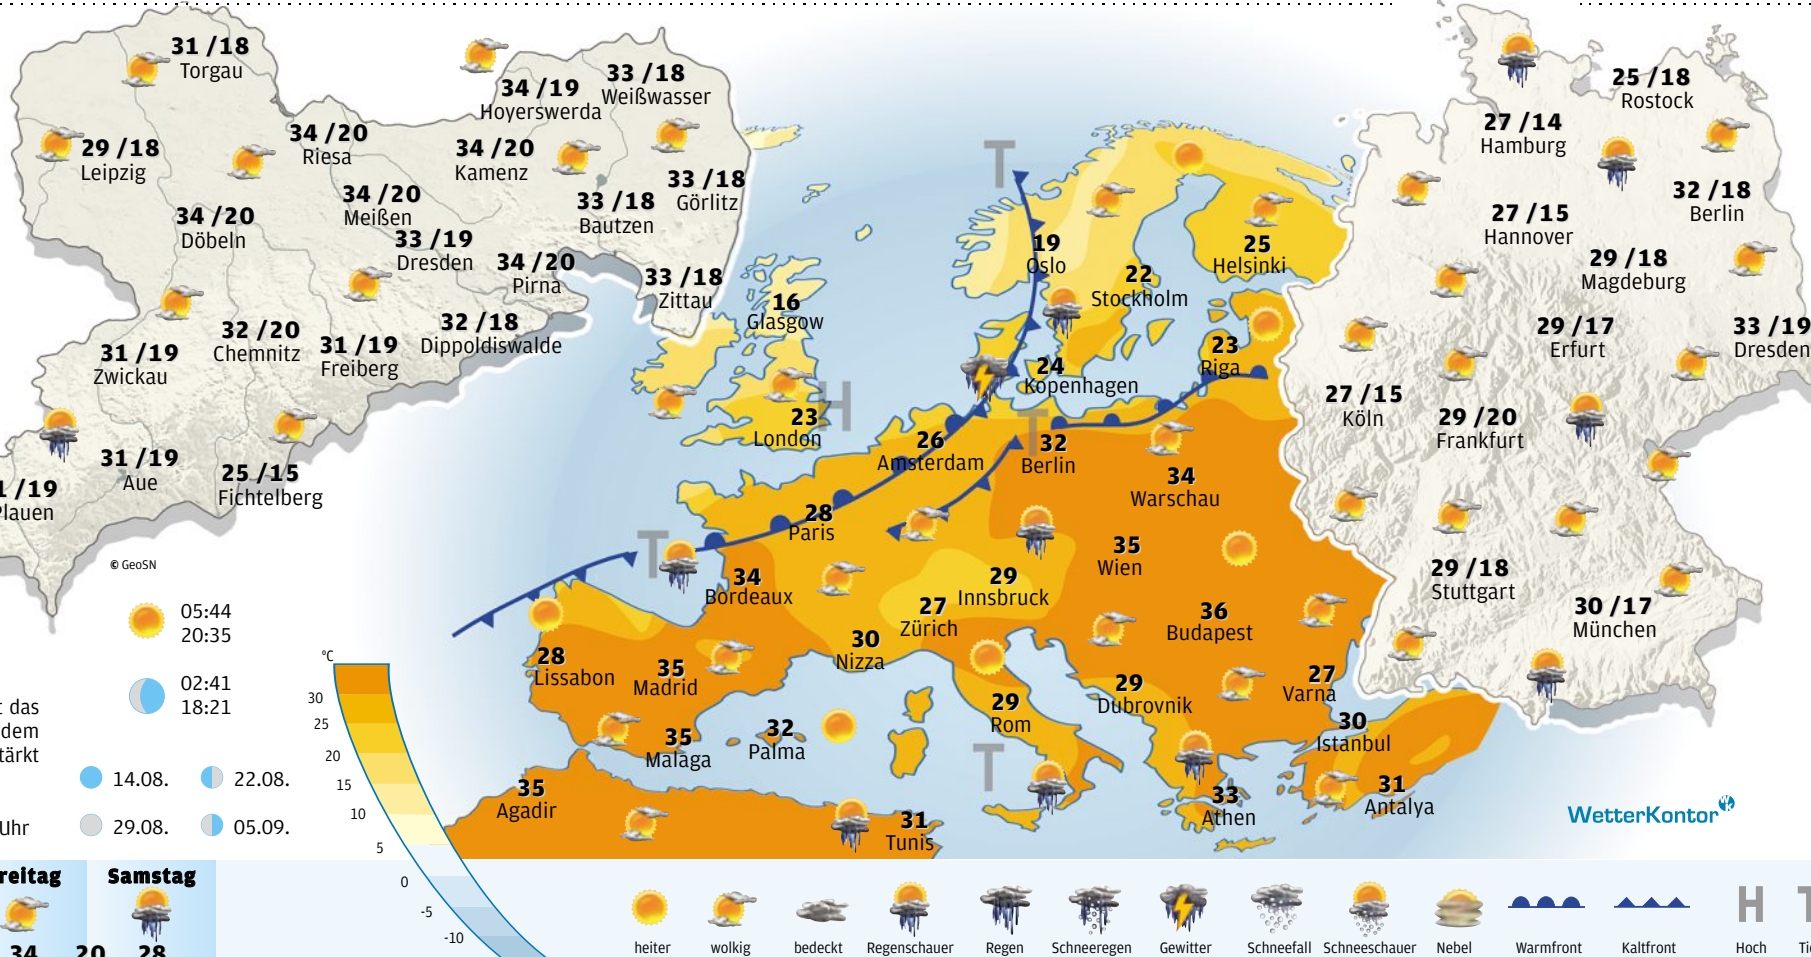 31 /18
Torgau
29 /18
Leipzig
34 /20
Riesa
34 /19
Hoyerswerda
33 /18
Weißwasser
34 /20
Kamenz
33 /18
Görlitz
33 /18
Bautzen
34 /20
Meißen
34 /20
Döbeln
33 /19
Dresden
34 /20
Pirna
33 /18
Zittau
32 /18
Dippoldiswalde
32 /20
Chemnitz
31 /19
Freiberg
31 /19
Zwickau
31 /19
Aue
25 /15
Fichtelberg
/19
© GeoSN
05:44
20:35
02:41
18:21
das
dem
14.08.
22.08.
29.08.
05.09.
Uhr
Samstag
34
20
28
°C
30
25
20
15
10
5
0
-5
-10
T
19
Oslo
22
Stockholm
25
Helsinki
16
Glasgow
23
London
H
24
Kopenhagen
23
Riga
T
32
Berlin
26
Amsterdam
34
Warschau
28
Paris
T
34
Bordeaux
35
Wien
29
Innsbruck
27
Zürich
36
Budapest
30
Nizza
28
Lissabon
35
Madrid
35
Malaga
32
Palma
29
Rom
29
Dubrovnik
27
Varna
30
Istanbul
T
35
Agadir
31
Tunis
33
Athen
31
Antalya
25 /18
Rostock
27 /14
Hamburg
32 /18
Berlin
27 /15
Hannover
29 /18
Magdeburg
29 /17
Erfurt
33 /19
Dresden
27 /15
Köln
29 /20
Frankfurt
29 /18
Stuttgart
30 /17
München
WetterKontor
wk
heiter
wolkig
bedeckt
Regenschauer
Regen
Schneeregen
Gewitter
Schneefall
Schneeschauer
Nebel
Warmfront
Kaltfront
H
Hoch